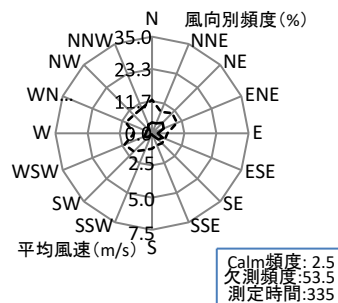 N 風向別頻度(%)
35.0
NNW NNE
NW 23.3 NE
WN... 11.7 ENE
W 0.0 E
WSW 2.5 ESE
SW 5.0 SE
SSW SSE
7.5
平均風速(m/s) S
Calm頻度: 2.5
欠測頻度:53.5
測定時間:335